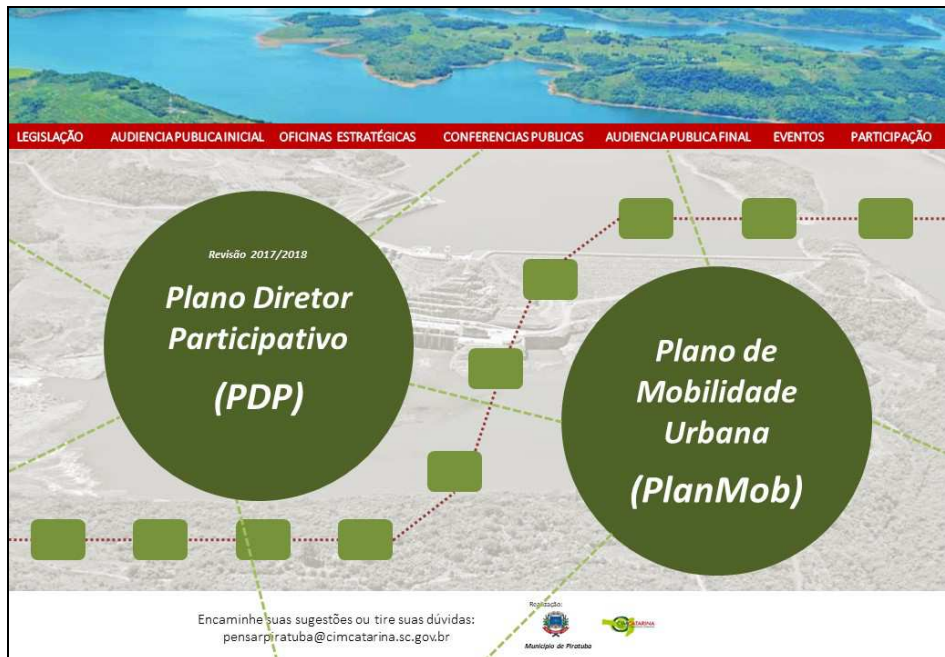 LEGISLAÇÃO AUDIENCIA PUBLICA INICIAL OFICINAS ESTRATÉGICAS CONFERENCIAS PUBLICAS AUDIENCIA PUBLICA FINAL EVENTOS PARTICIPAÇÃO
Revisão 2017/2018
Plano Diretor
Participativo
(PDP)
Plano de
Mobilidade
Urbana
(PlanMob)
Encaminhe suas sugestões ou tire suas dúvidas:
pensarpiratuba@cimcatarina.sc.gov.br
Realização:
Município de Piratuba
CIMCATARINA